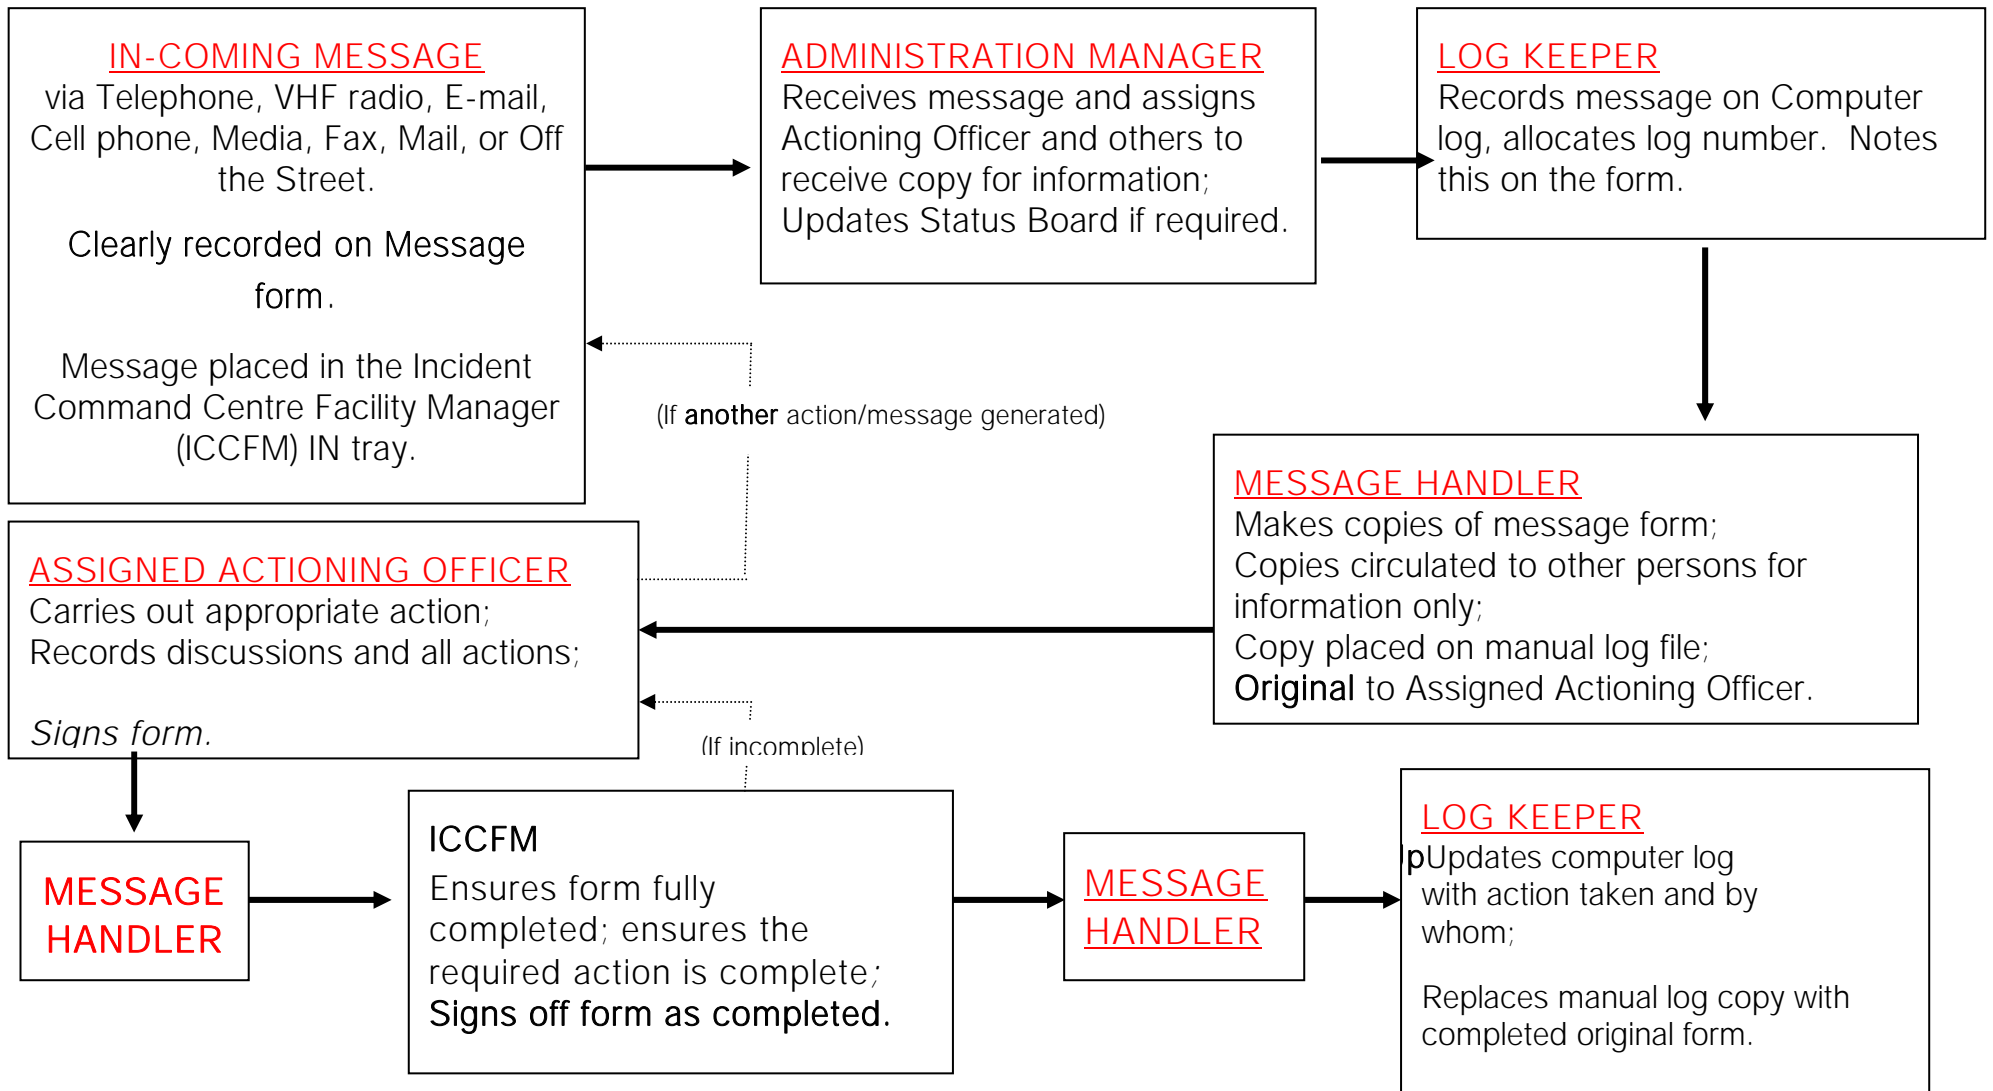 IN-COMING MESSAGE
via Telephone, VHF radio, E-mail,
Cell phone, Media, Fax, Mail, or Off
the Street.
Clearly recorded on Message
form.
Message placed in the Incident
Command Centre Facility Manager
(ICCFM) IN tray.
ADMINISTRATION MANAGER
Receives message and assigns
Actioning Officer and others to
receive copy for information;
Updates Status Board if required.
LOG KEEPER
Records message on Computer
log, allocates log number.  Notes
this on the form.
(If another action/message generated)
MESSAGE HANDLER
Makes copies of message form;
Copies circulated to other persons for
information only;
Copy placed on manual log file;
Original to Assigned Actioning Officer.
ASSIGNED ACTIONING OFFICER
Carries out appropriate action;
Records discussions and all actions;
Signs form.
(If incomplete)
MESSAGE
HANDLER
ICCFM
Ensures form fully
completed; ensures the
required action is complete;
Signs off form as completed.
MESSAGE
HANDLER
LOG KEEPER
pUpdates computer log
with action taken and by
whom;
Replaces manual log copy with
completed original form.